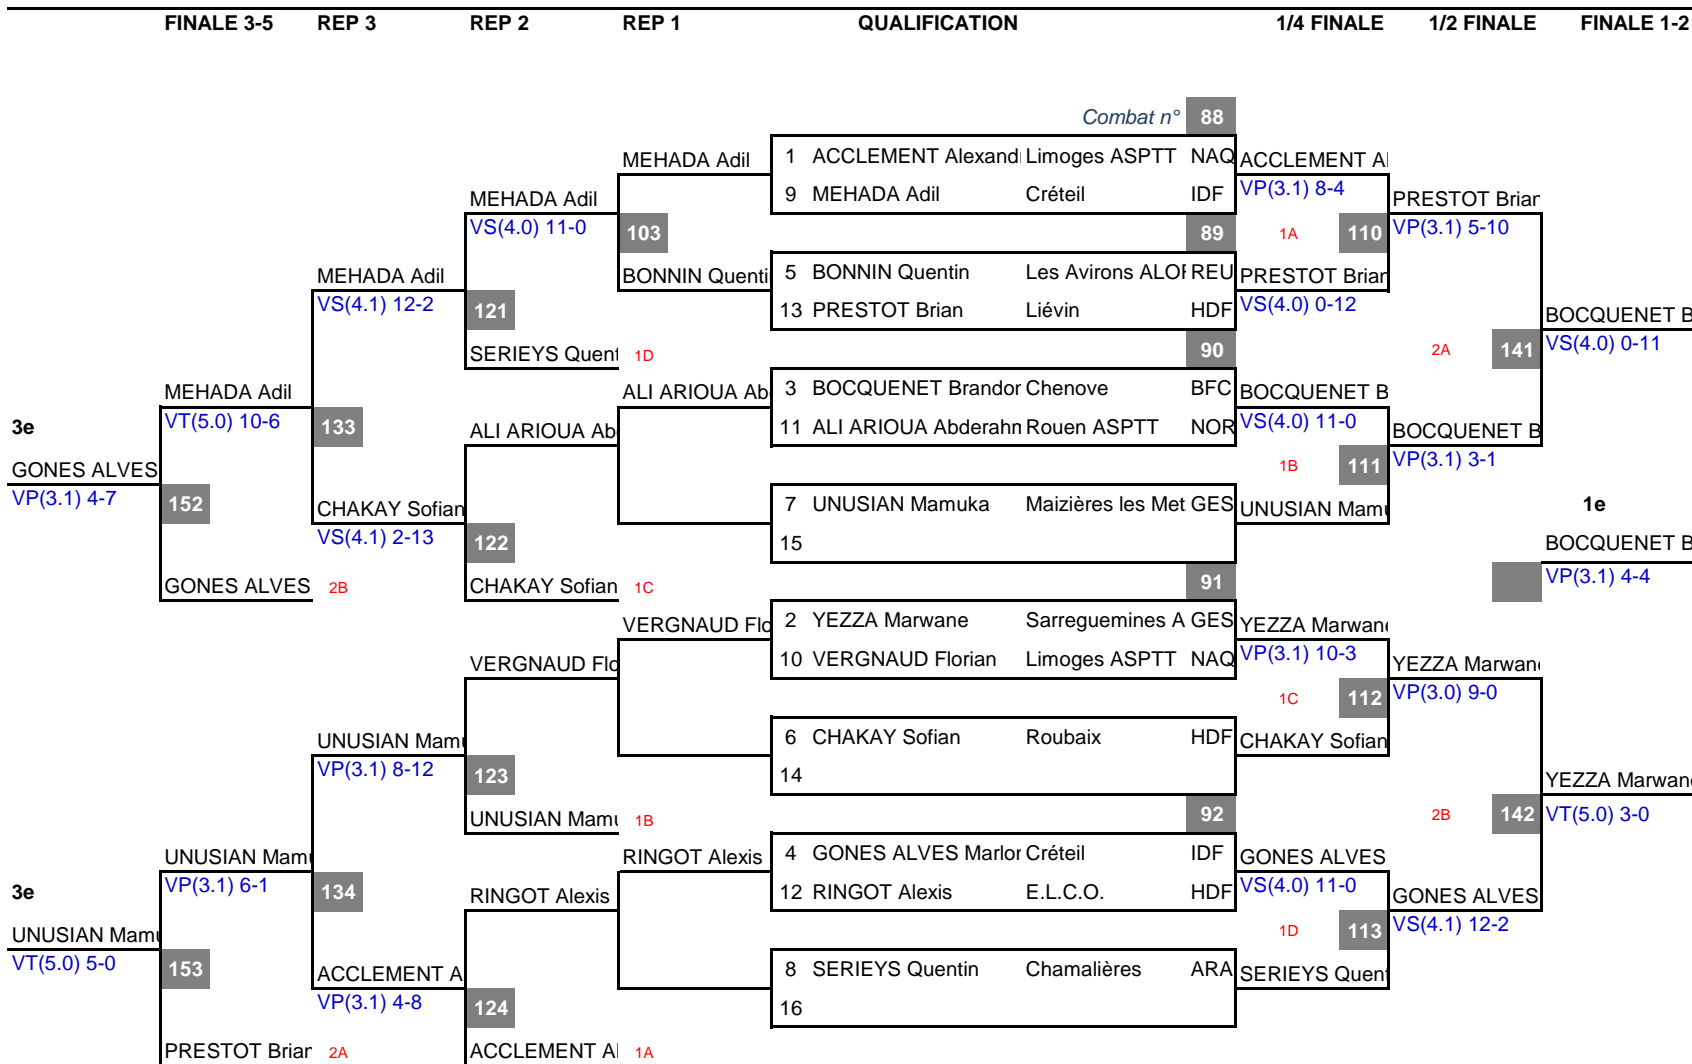 FINALE 3-5 REP 3 REP 2 REP 1 QUALIFICATION 1/4 FINALE 1/2 FINALE FINALE 1-2
Combat n° 88
MEHADA Adil 1 ACCLEMENT Alexand Limoges ASPTT NAQ ACCLEMENT A
MEHADA Adil 9 MEHADA Adil Créteil IDF VP(3.1) 8-4 PRESTOT Brian
VS(4.0) 11-0 103 89 1A 110 VP(3.1) 5-10
MEHADA Adil BONNIN Quenti 5 BONNIN Quentin Les Avirons ALOF REU PRESTOT Brian
VS(4.1) 12-2 121 13 PRESTOT Brian Liévin HDF VS(4.0) 0-12 BOCQUENET B
SERIEYS Quent 1D 90 2A 141 VS(4.0) 0-11
MEHADA Adil ALI ARIOUA Ab 3 BOCQUENET Brandon Chenove BFC BOCQUENET B
3e VT(5.0) 10-6 133 ALI ARIOUA Ab 11 ALI ARIOUA Abderahn Rouen ASPTT NOR VS(4.0) 11-0 BOCQUENET B
GONES ALVES 1B 111 VP(3.1) 3-1
VP(3.1) 4-7 152 CHAKAY Sofian 7 UNUSIAN Mamuka Maizières les Met GES UNUSIAN Mamu 1e
VS(4.1) 2-13 122 15 BOCQUENET B
GONES ALVES 2B CHAKAY Sofian 1C 91 VP(3.1) 4-4
VERGNAUD Flo 2 YEZZA Marwane Sarreguemines A GES YEZZA Marwane
VERGNAUD Flo 10 VERGNAUD Florian Limoges ASPTT NAQ VP(3.1) 10-3 YEZZA Marwane
1C 112 VP(3.0) 9-0
UNUSIAN Mamu 6 CHAKAY Sofian Roubaix HDF CHAKAY Sofian
VP(3.1) 8-12 123 14 YEZZA Marwane
UNUSIAN Mamu 1B 92 2B 142 VT(5.0) 3-0
UNUSIAN Mamu RINGOT Alexis 4 GONES ALVES Marlon Créteil IDF GONES ALVES
3e VP(3.1) 6-1 134 RINGOT Alexis 12 RINGOT Alexis E.L.C.O. HDF VS(4.0) 11-0 GONES ALVES
UNUSIAN Mamu 1D 113 VS(4.1) 12-2
VT(5.0) 5-0 153 ACCLEMENT A 8 SERIEYS Quentin Chamalières ARA SERIEYS Quent
VP(3.1) 4-8 124 16
PRESTOT Brian 2A ACCLEMENT A 1A